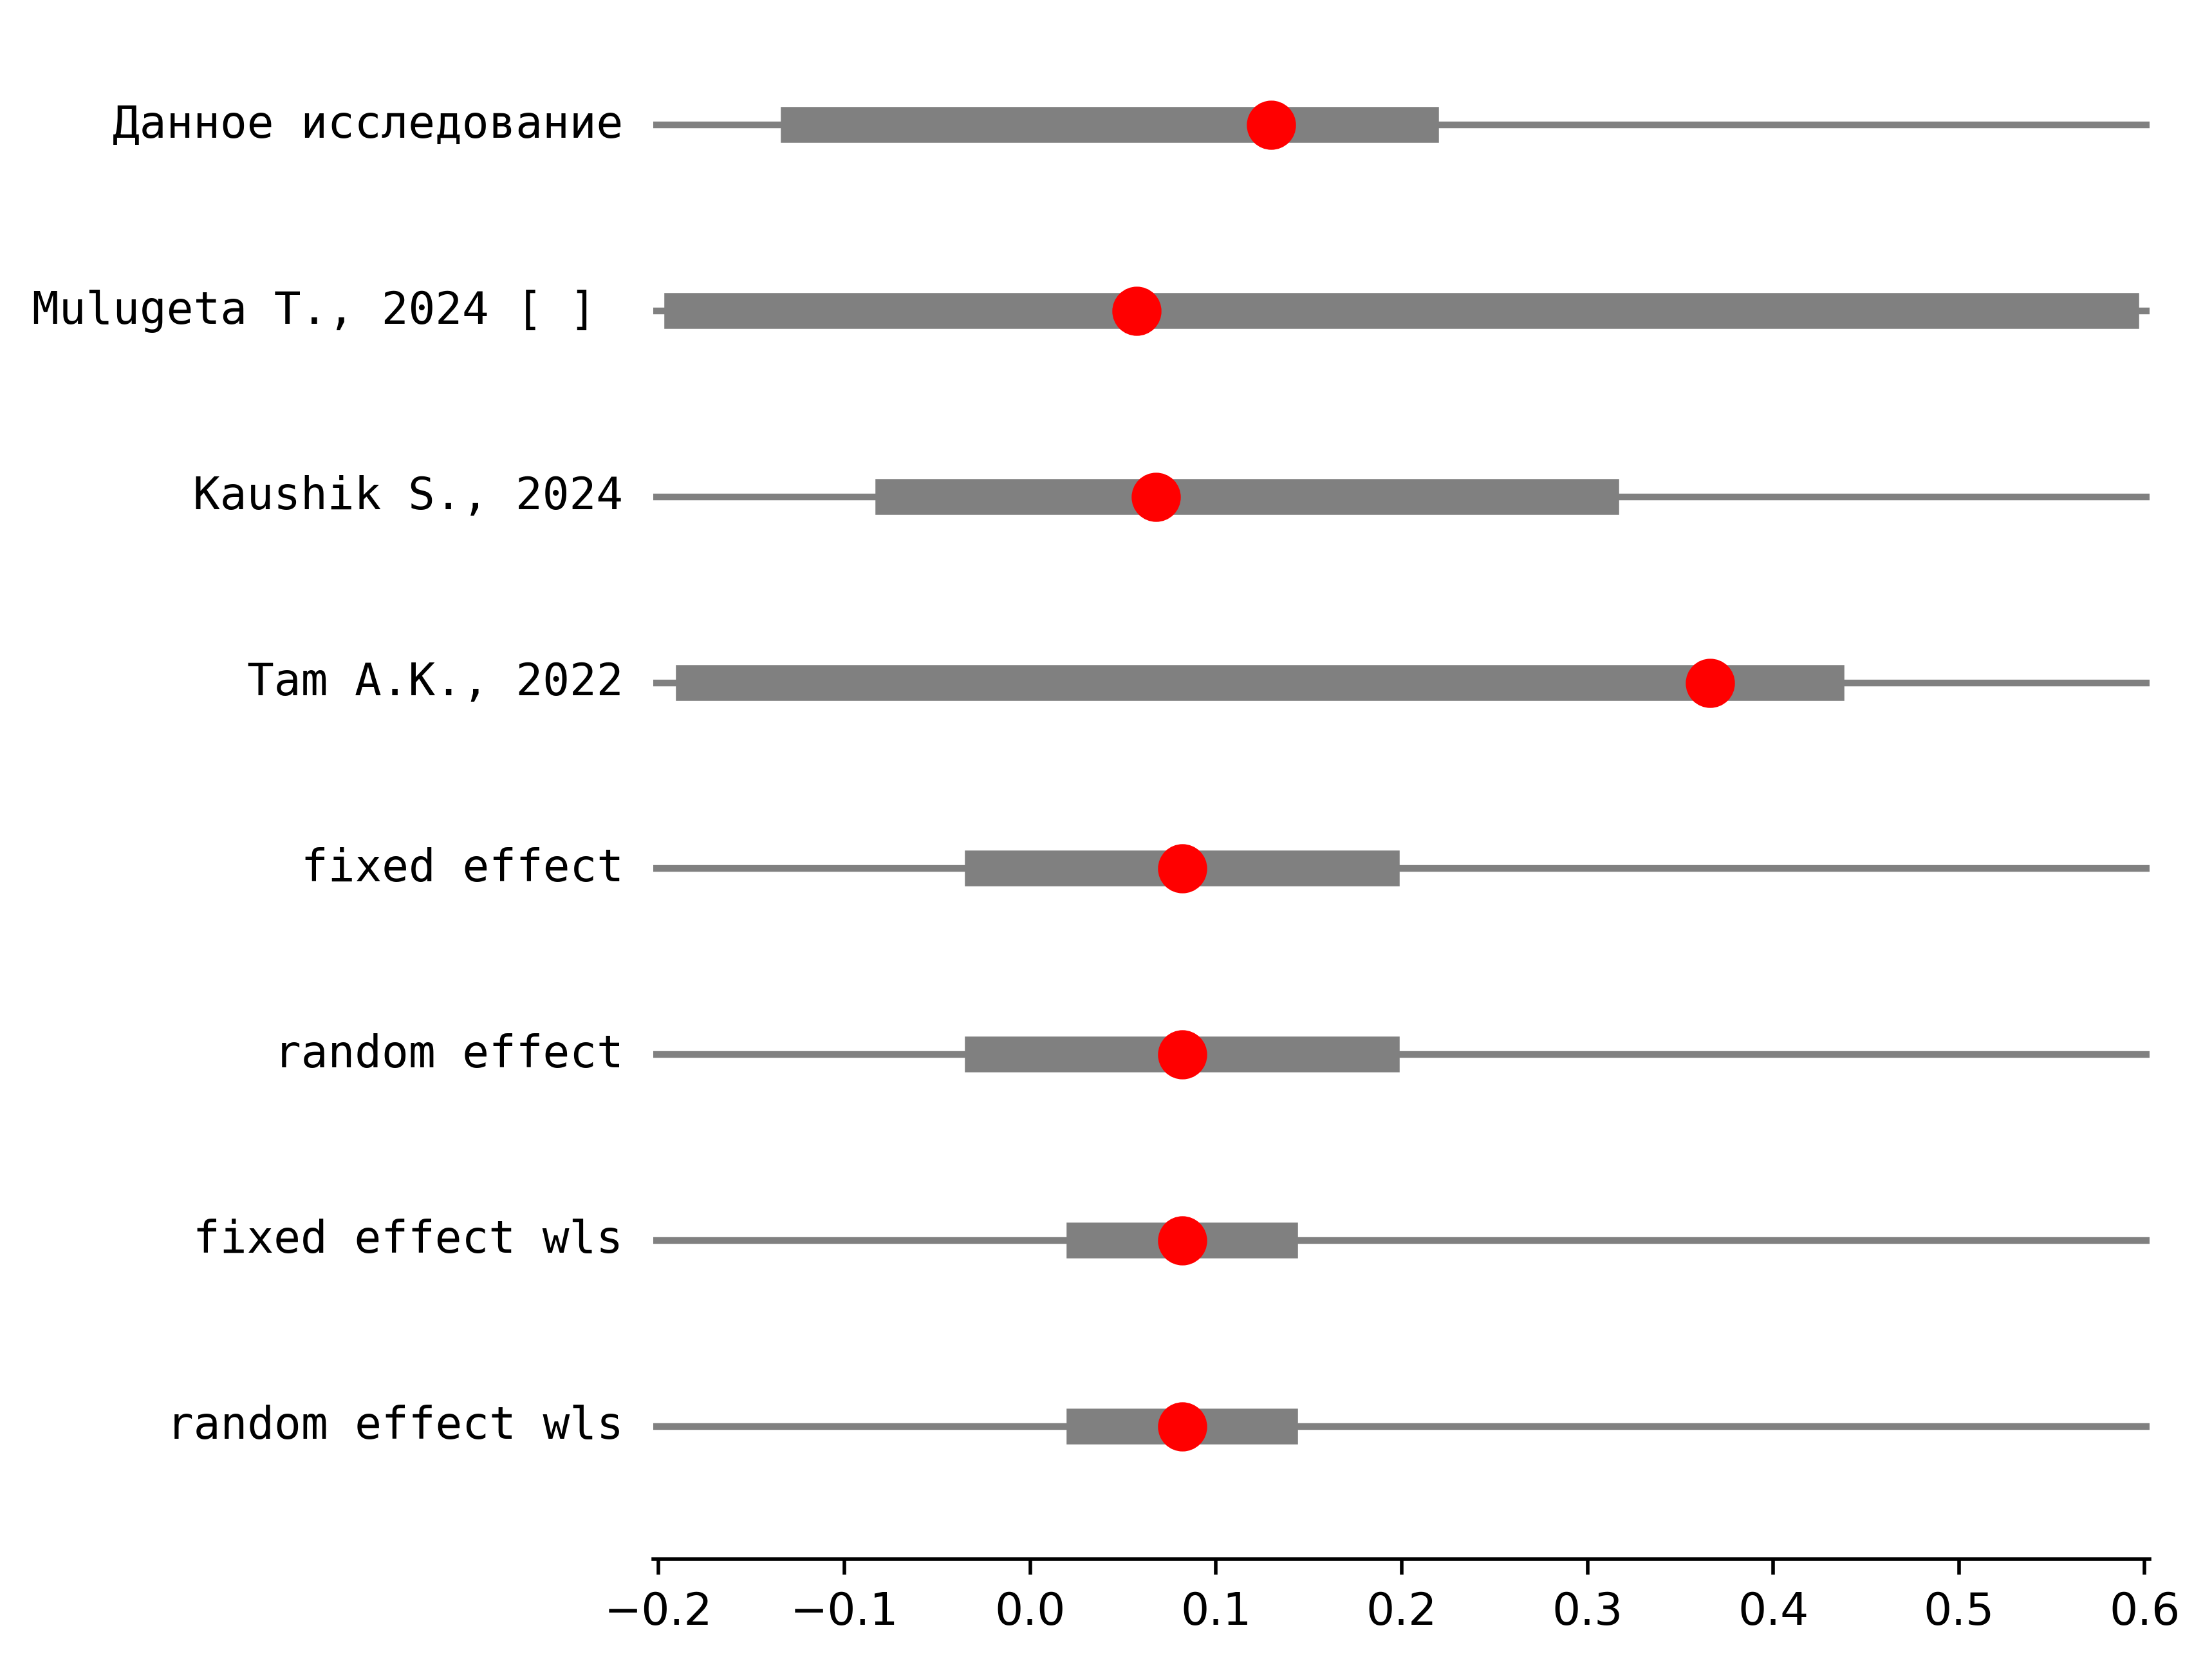 Данное исследование
Mulugeta T., 2024 [ ]
Kaushik S., 2024
Tam A.K., 2022
fixed effect
random effect
fixed effect wls
random effect wls
−0.2 −0.1 0.0 0.1 0.2 0.3 0.4 0.5 0.6